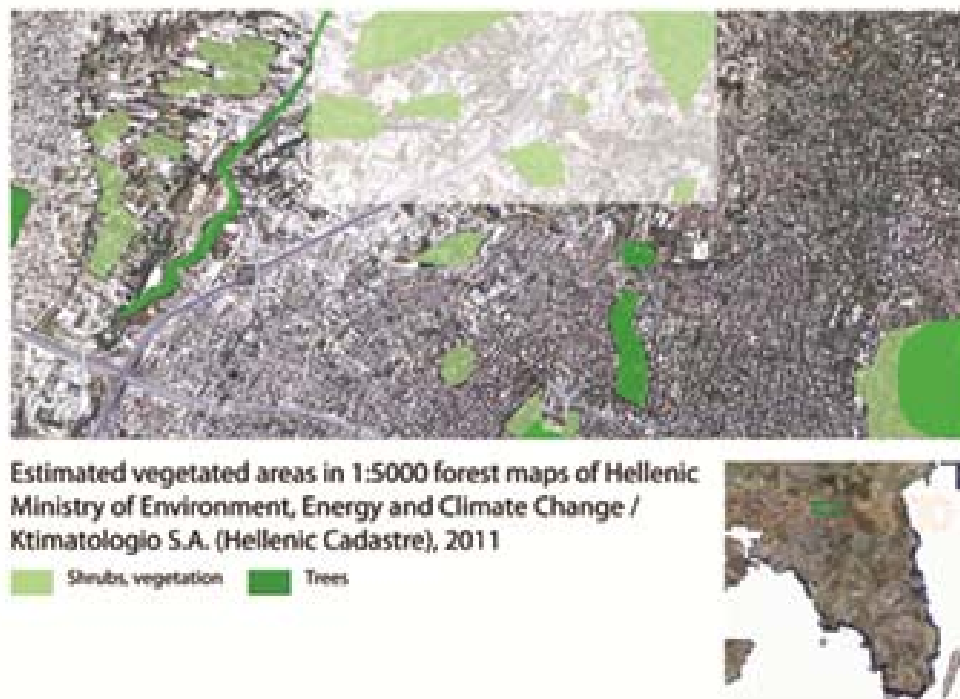 Estimated vegetated areas in 1:5000 forest maps of Hellenic
Ministry of Environment, Energy and Climate Change /
Ktimatologio S.A. (Hellenic Cadastre), 2011
Shrubs, vegetation Trees